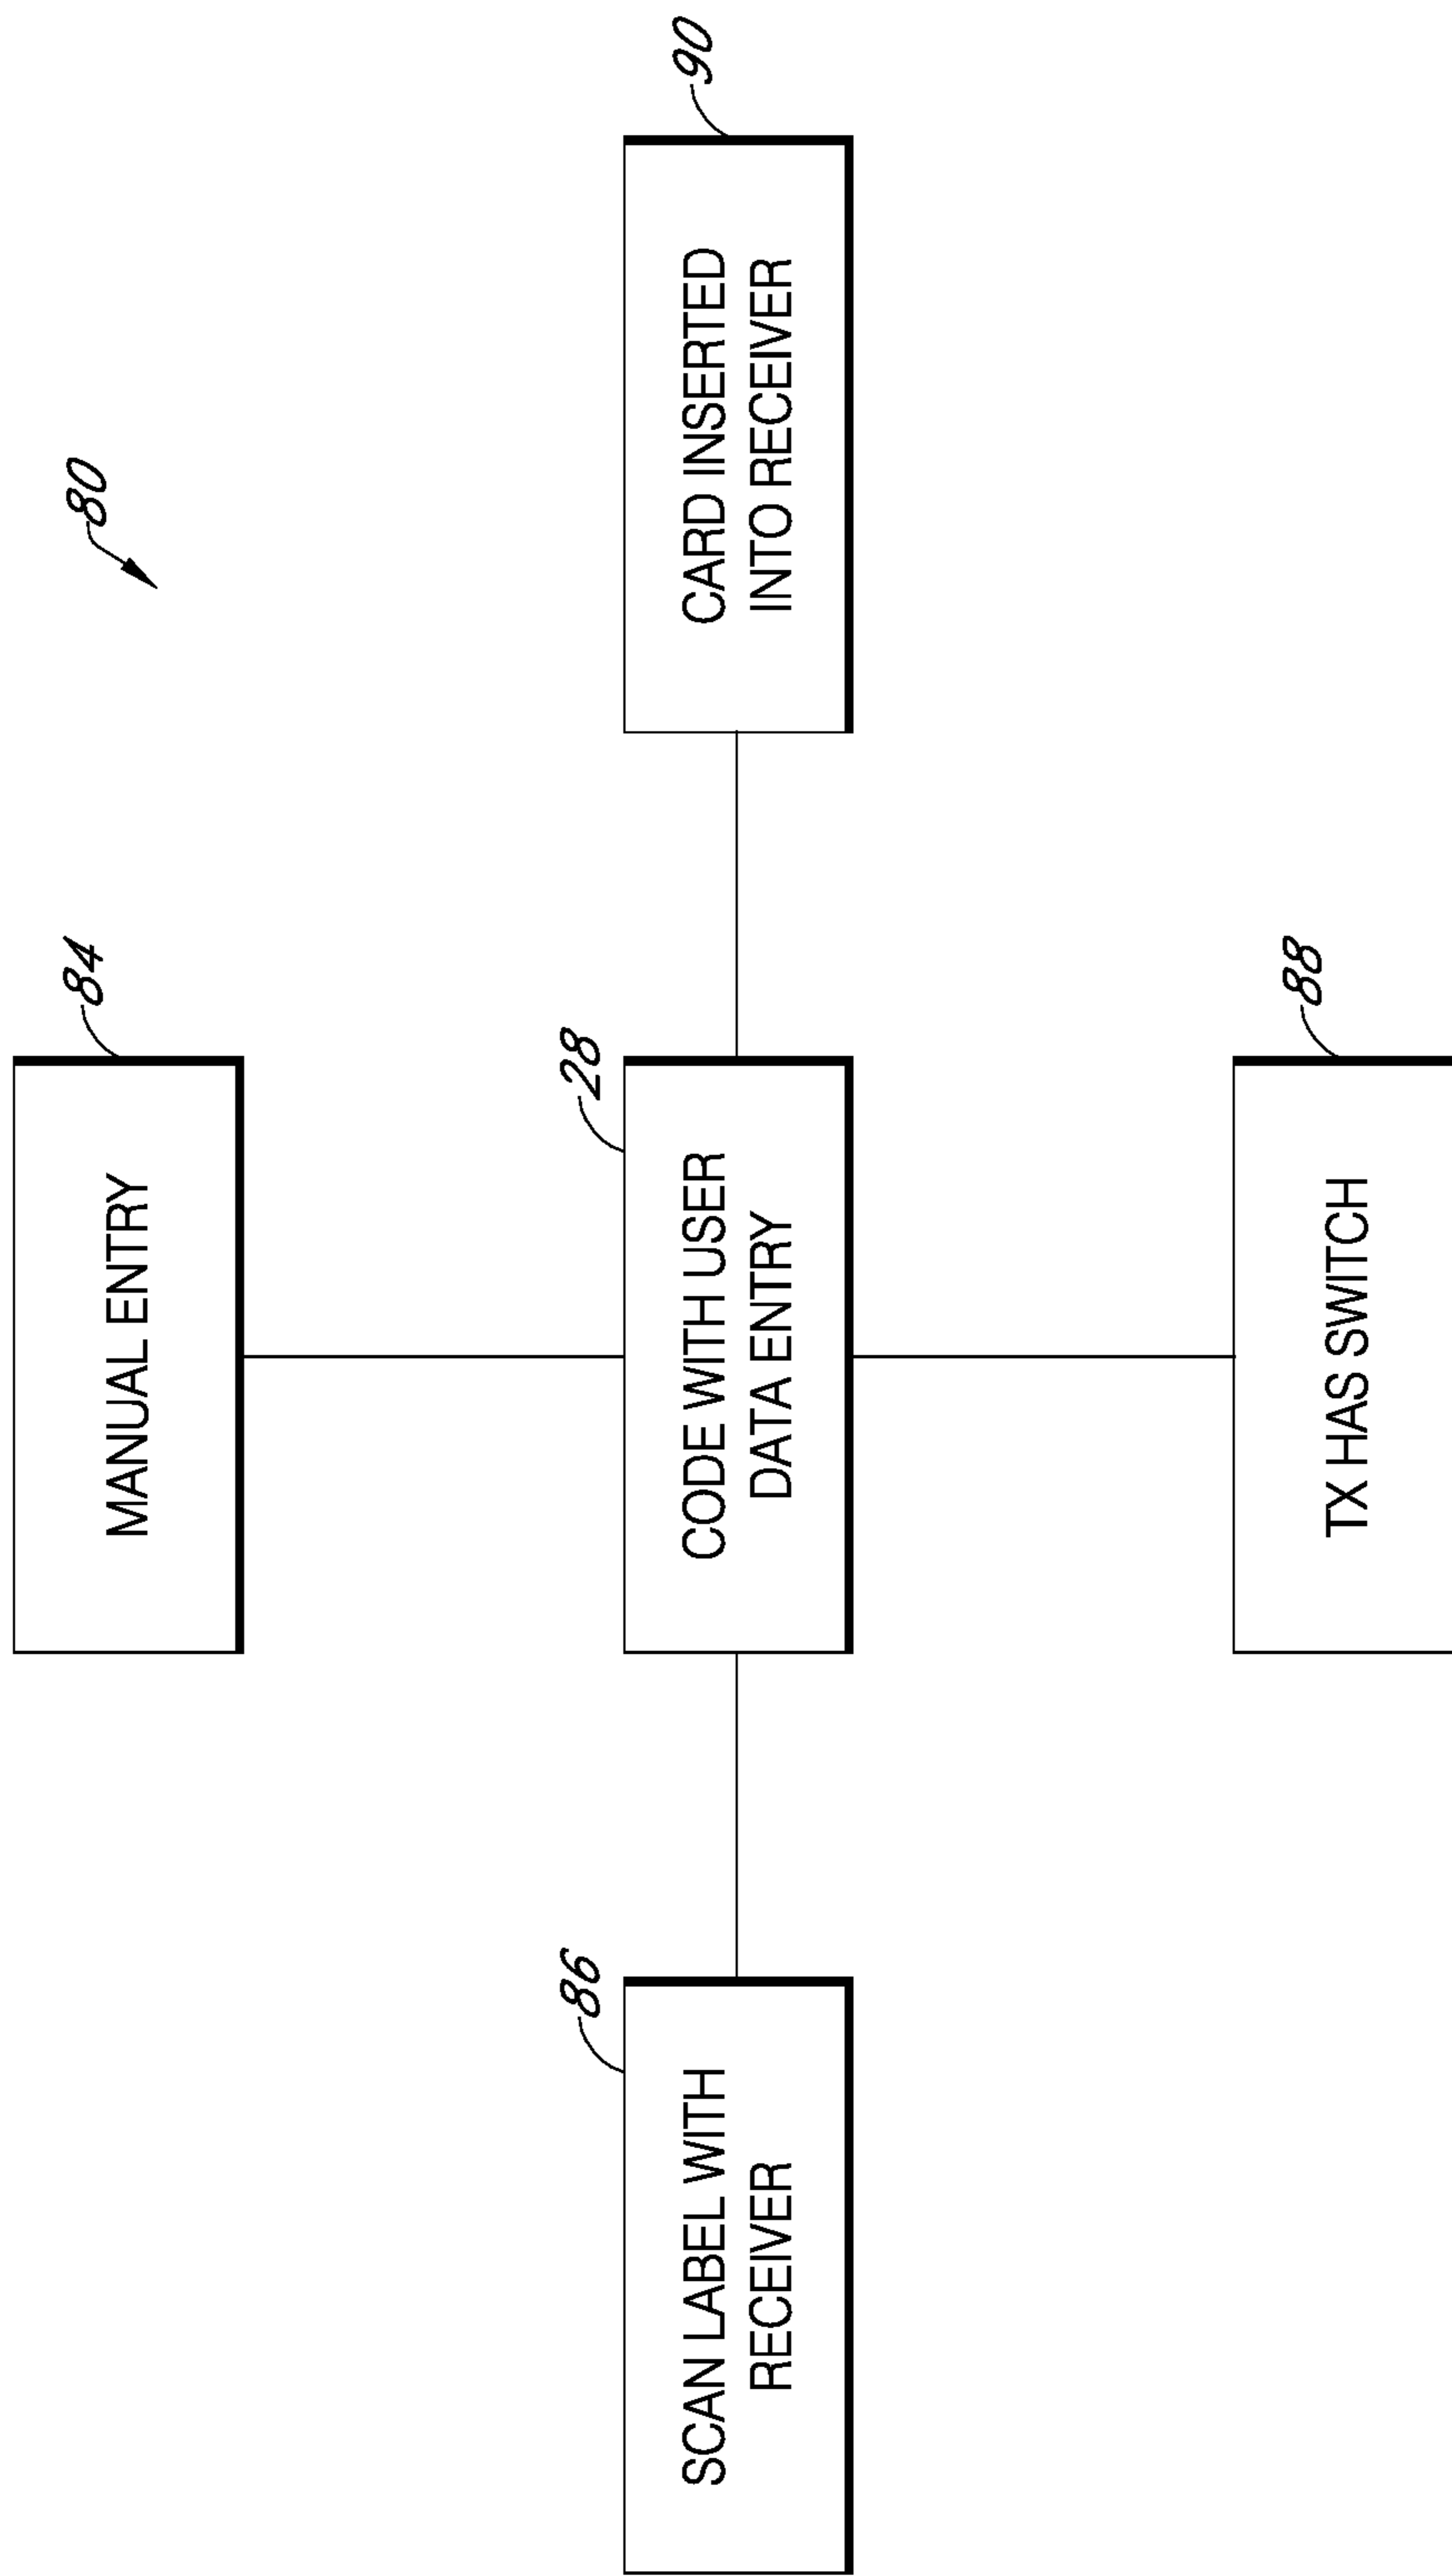 80
MANUAL ENTRY
84
SCAN LABEL WITH
RECEIVER
86
CODE WITH USER
DATA ENTRY
28
CARD INSERTED
INTO RECEIVER
90
TX HAS SWITCH
88